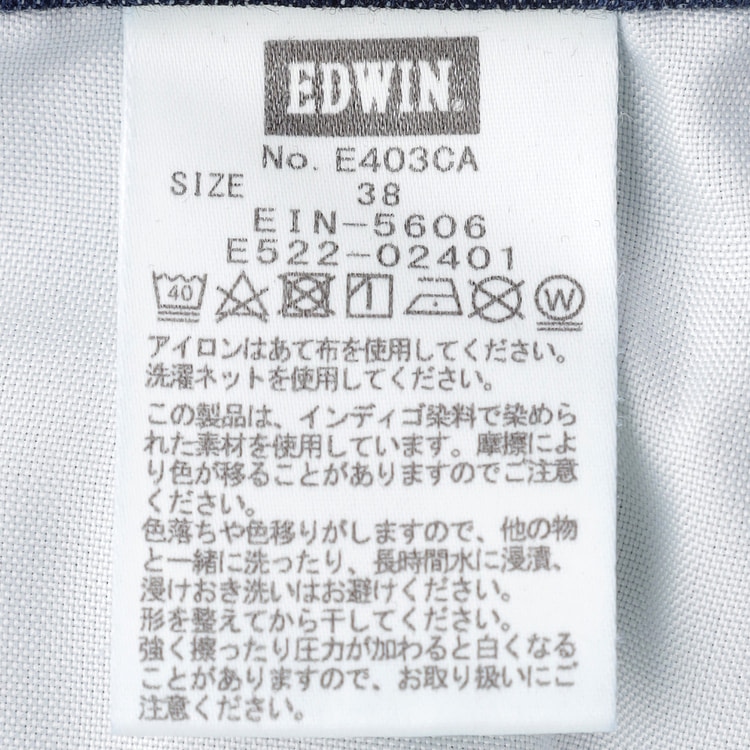 EDWIN®
No. E403CA
SIZE 38
EIN-5606
E522-02401
40 W
アイロンはあて布を使用してください。
洗濯ネットを使用してください。
この製品は、インディゴ染料で染めら
れた素材を使用しています。摩擦によ
り色が移ることがありますのでご注意
ください。
色落ちや色移りがしますので、他の物
と一緒に洗ったり、長時間水に浸漬、
浸けおき洗いはお避けください。
形を整えてから干してください。
強く擦ったり圧力が加わると白くなる
ことがありますので、お取り扱いにご
注意ください。